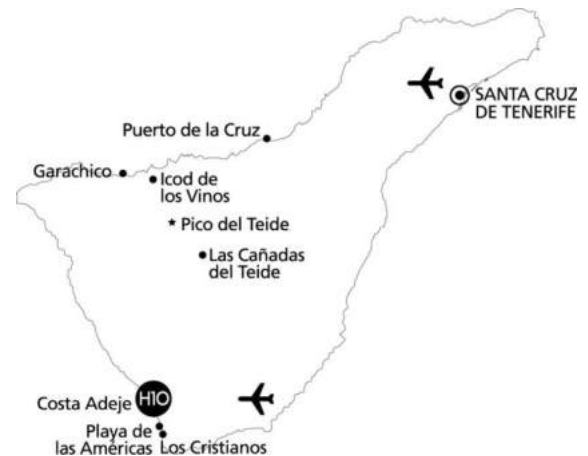 SANTA CRUZ
DE TENERIFE
Puerto de la Cruz
Garachico
Icod de
los Vinos
Pico del Teide
Las Cañadas
del Teide
H10
Costa Adeje
Playa de
las Américas
Los Cristianos